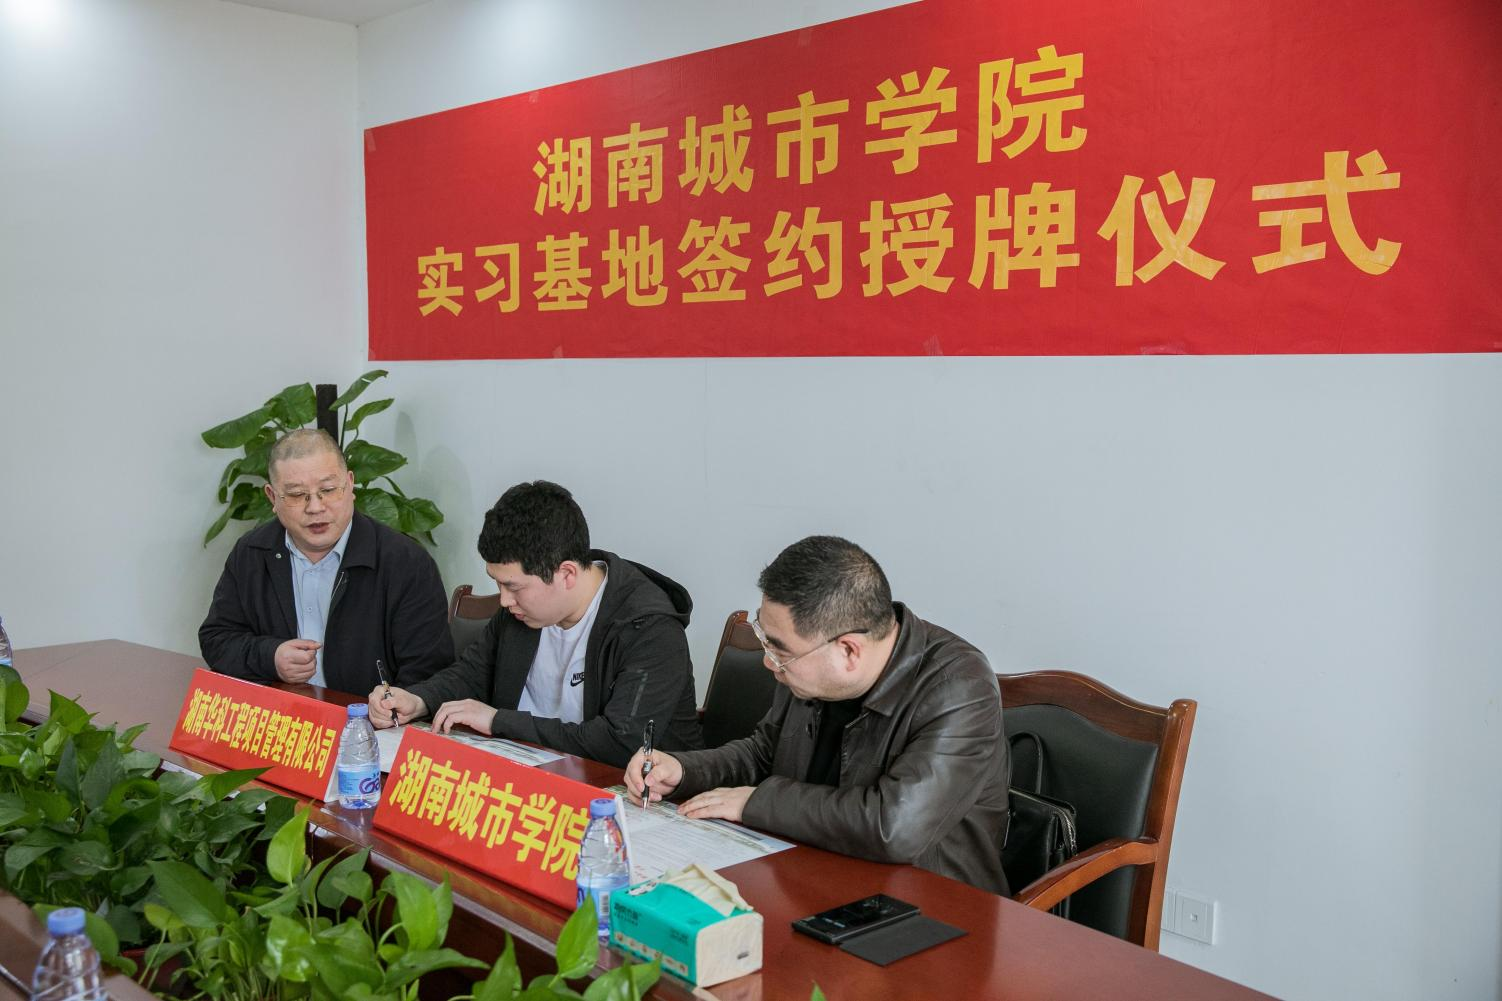 湖南城市学院
实习基地签约授牌仪式
湖南华科工程项目管理有限公司
湖南城市学院
NIKE